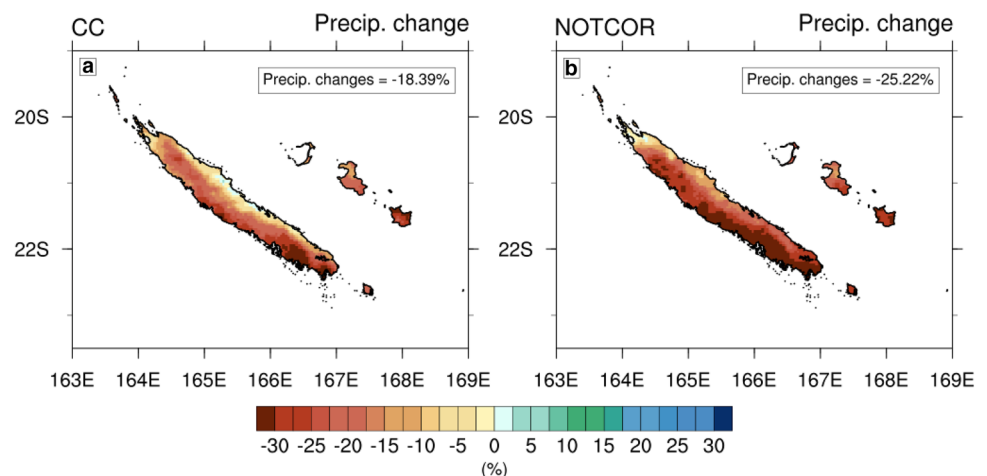 CC Precip. change NOTCOR Precip. change
a b
Precip. changes = -18.39% Precip. changes = -25.22%
20S 20S
22S 22S
163E 164E 165E 166E 167E 168E 169E 163E 164E 165E 166E 167E 168E 169E
-30 -25 -20 -15 -10 -5 0 5 10 15 20 25 30
(%)